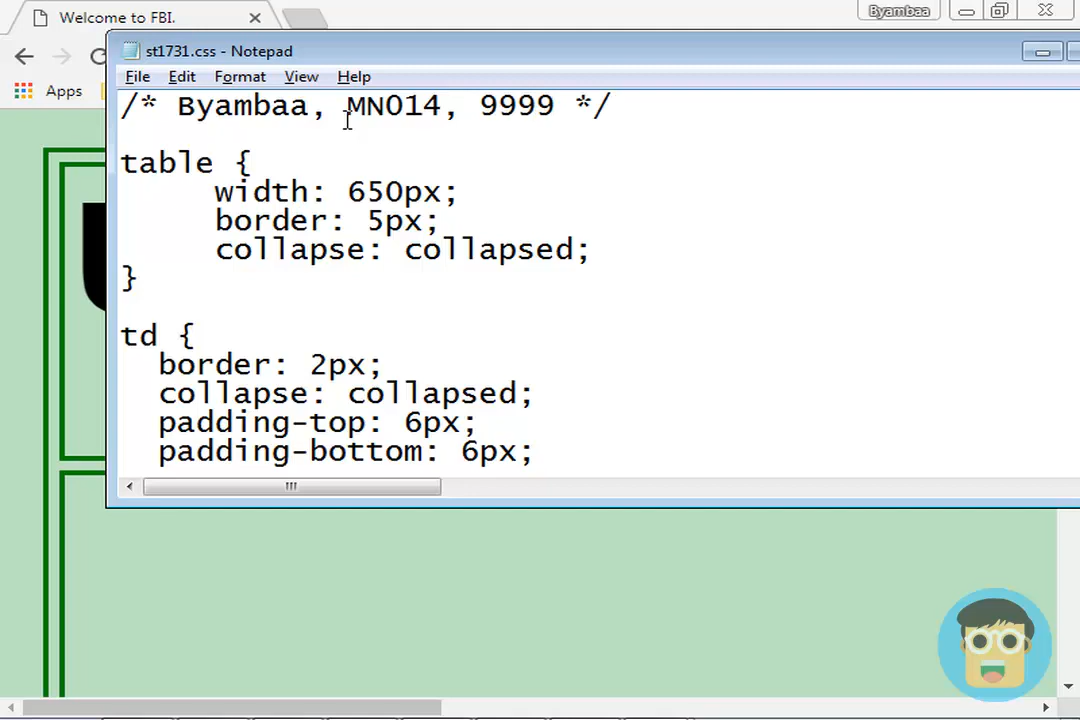 Welcome to FBI.
Byambaa
st1731.css - Notepad
Apps
File Edit Format View Help
/* Byambaa, MN014, 9999 */
table {
width: 650px;
border: 5px;
collapse: collapsed;
}
td {
border: 2px;
collapse: collapsed;
padding-top: 6px;
padding-bottom: 6px;